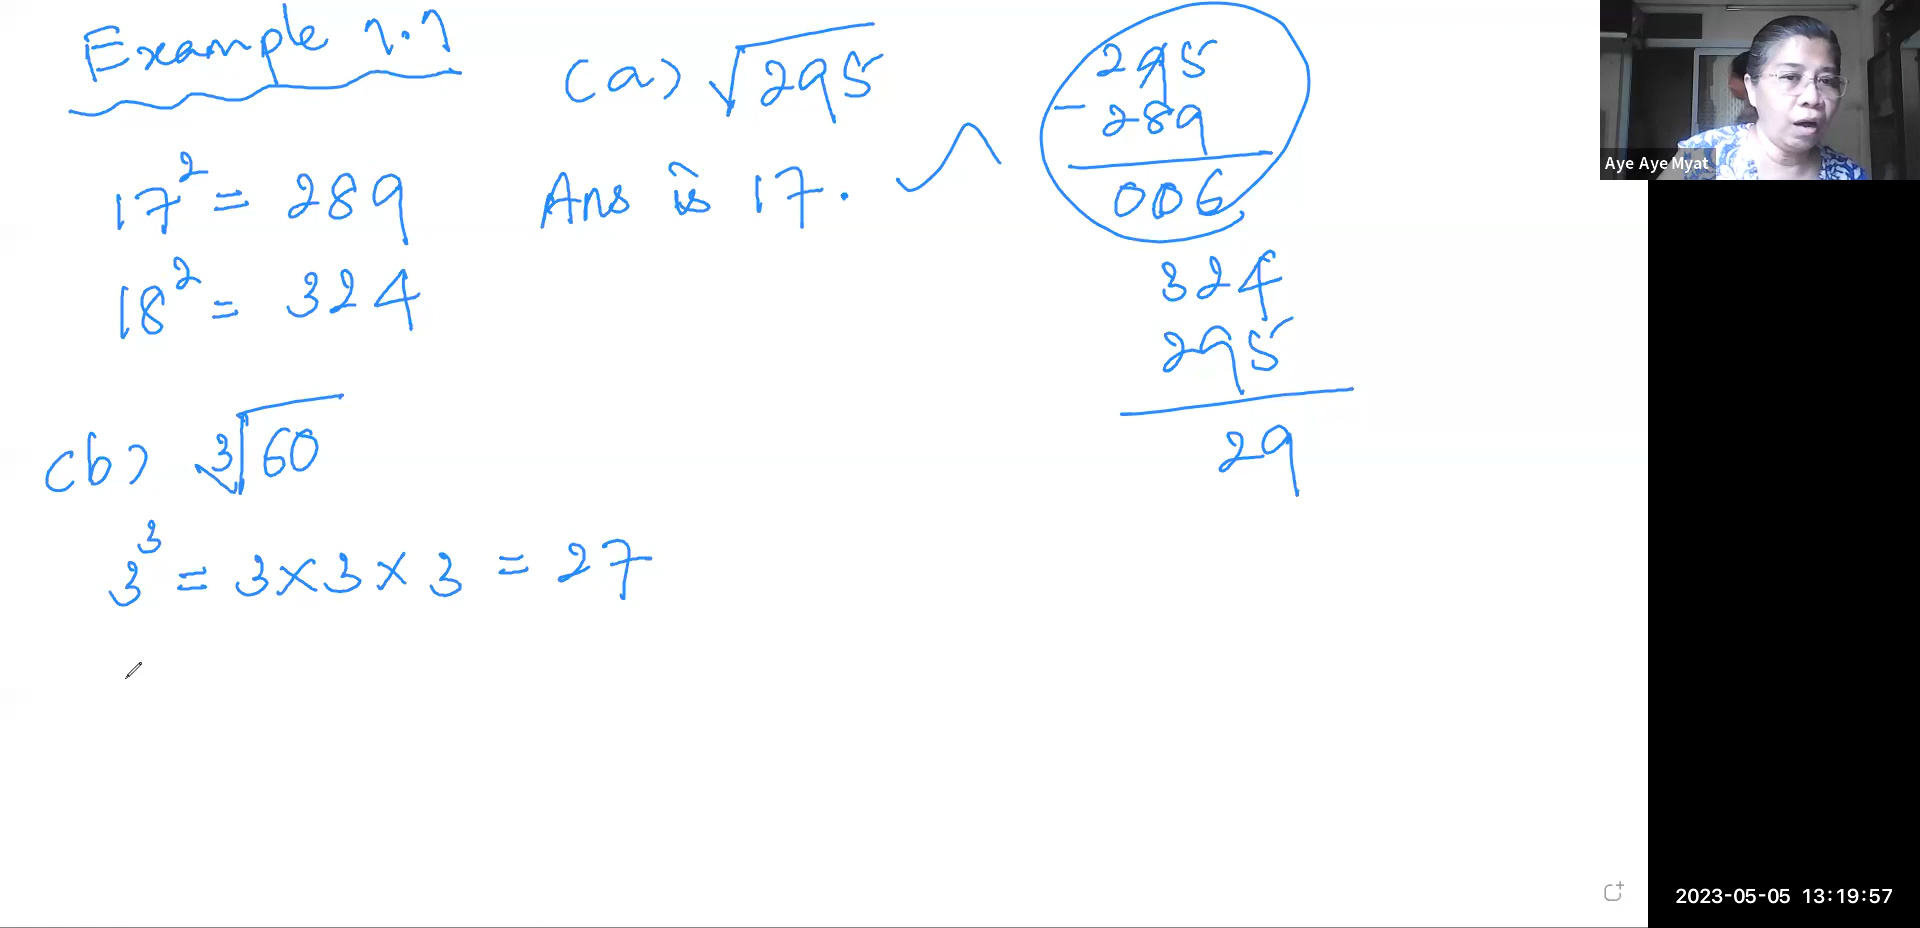 Example 1.1
(a) √295
17² = 289
Ans is 17.
18² = 324
295
- 289
006
324
295
29
(b) ³√60
3³ = 3 × 3 × 3 = 27
Aye Aye Myat
2023-05-05 13:19:57